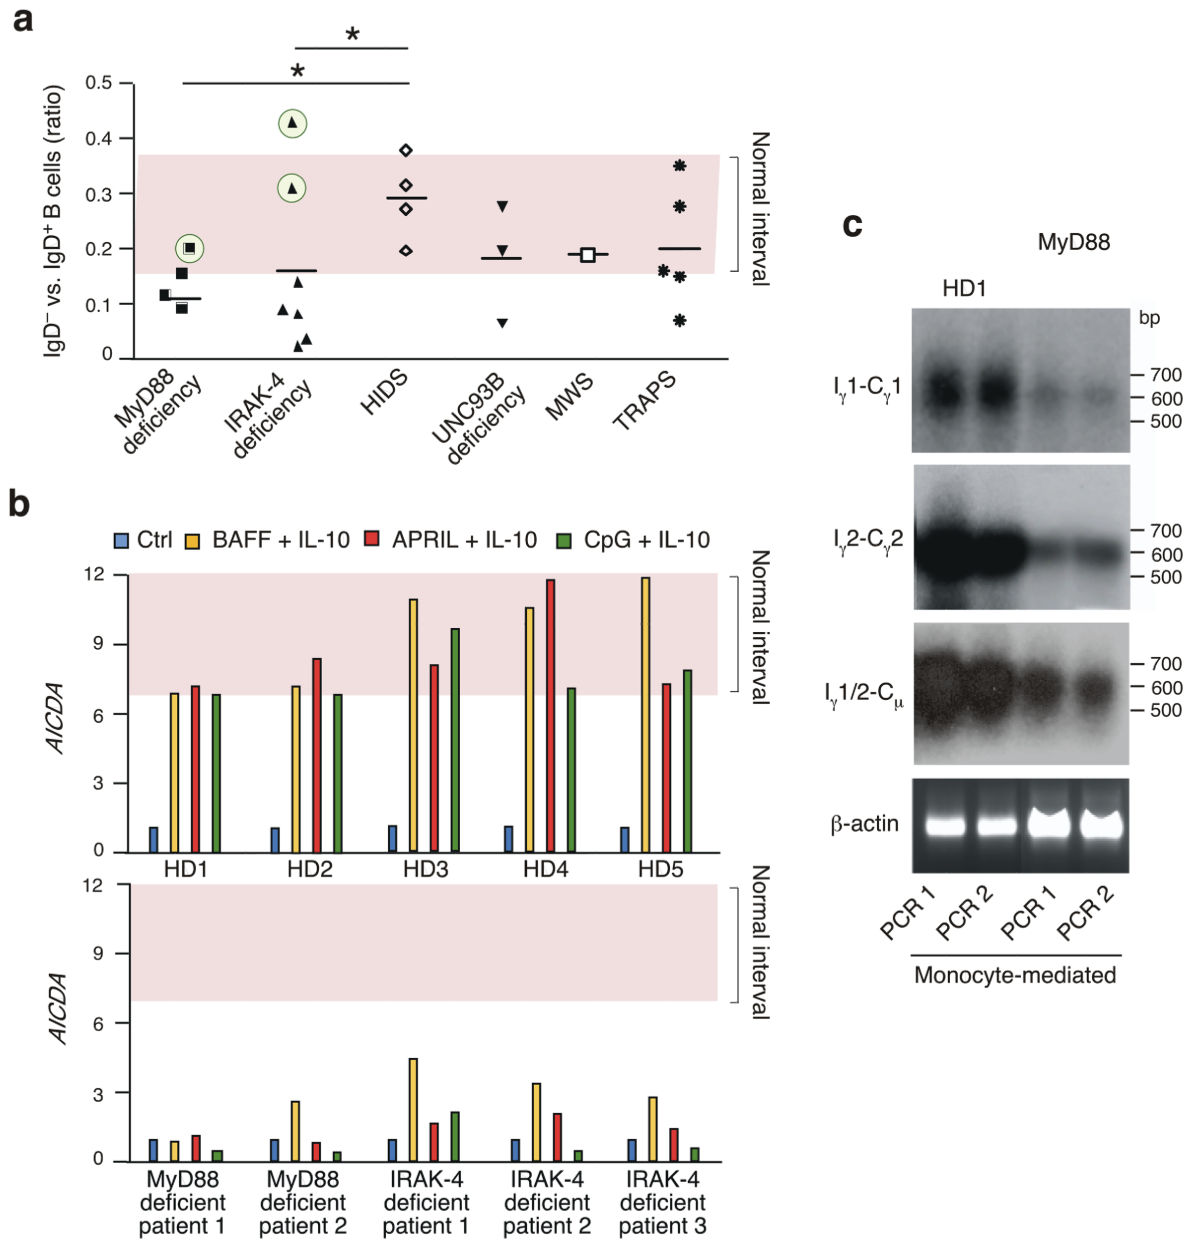 a
*
*
IgD⁻ vs. IgD⁺ B cells (ratio)
0.5
0.4
0.3
0.2
0.1
0
Normal interval
MyD88
deficiency
IRAK-4
deficiency
HIDS
UNC93B
deficiency
MWS
TRAPS
b
Ctrl BAFF + IL-10 APRIL + IL-10 CpG + IL-10
AICDA
12
9
6
3
0
Normal interval
HD1 HD2 HD3 HD4 HD5
AICDA
12
9
6
3
0
Normal interval
MyD88 MyD88 IRAK-4 IRAK-4 IRAK-4
deficient deficient deficient deficient deficient
patient 1 patient 2 patient 1 patient 2 patient 3
c
MyD88
HD1
bp
Iγ1-Cγ1
700
600
500
Iγ2-Cγ2
700
600
500
Iγ1/2-Cμ
700
600
500
β-actin
PCR 1 PCR 2 PCR 1 PCR 2
Monocyte-mediated